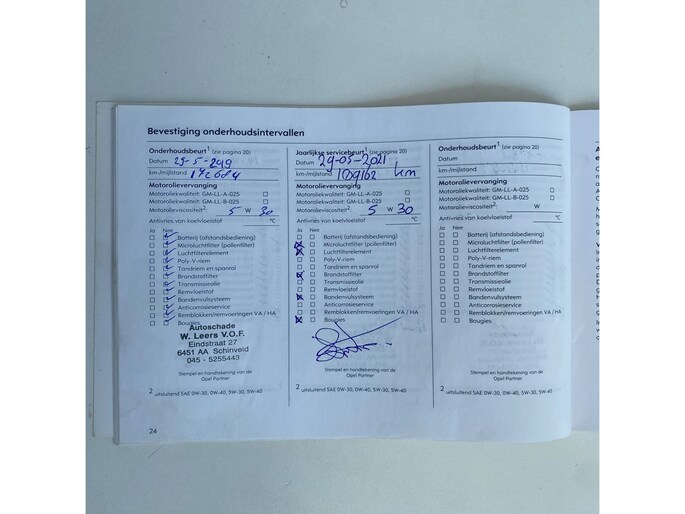 Bevestiging onderhoudsintervallen
Onderhoudsbeurt¹ (zie pagina 20)
Datum 29-5-249
km-/mijlstand 142684
Motorolievervanging
Motoroliekwaliteit: GM-LL-A-025
Motoroliekwaliteit: GM-LL-B-025
Motorolieviscositeit²: 5 W 30
Antivries van koelvloeistof °C
Ja Nee
Batterij (afstandsbediening)
Microluchtfilter (pollenfilter)
Luchtfilterelement
Poly-V-riem
Tandriem en spanrol
Brandstoffilter
Transmissieolie
Remvloeistof
Bandenvulsysteem
Anticorrosieservice
Remblokken/remvoeringen VA / HA
Bougies
Autoschade
W. Leers V.O.F.
Eindstraat 27
6451 AA Schinveld
045 - 5255443
Stempel en handtekening van de
Opel Partner
2 uitsluitend SAE 0W-30, 0W-40, 5W-30, 5W-40
24
Jaarlijkse servicebeurt¹ (zie pagina 20)
Datum 29-05-2021
km-/mijlstand 109162 km
Motorolievervanging
Motoroliekwaliteit: GM-LL-A-025
Motoroliekwaliteit: GM-LL-B-025
Motorolieviscositeit²: 5 W 30
Antivries van koelvloeistof °C
Ja Nee
Batterij (afstandsbediening)
Microluchtfilter (pollenfilter)
Luchtfilterelement
Poly-V-riem
Tandriem en spanrol
Brandstoffilter
Transmissieolie
Remvloeistof
Bandenvulsysteem
Anticorrosieservice
Remblokken/remvoeringen VA / HA
Bougies
Stempel en handtekening van de
Opel Partner
2 uitsluitend SAE 0W-30, 0W-40, 5W-30, 5W-40
Onderhoudsbeurt¹ (zie pagina 20)
Datum
km-/mijlstand
Motorolievervanging
Motoroliekwaliteit: GM-LL-A-025
Motoroliekwaliteit: GM-LL-B-025
Motorolieviscositeit²: W
Antivries van koelvloeistof °C
Ja Nee
Batterij (afstandsbediening)
Microluchtfilter (pollenfilter)
Luchtfilterelement
Poly-V-riem
Tandriem en spanrol
Brandstoffilter
Transmissieolie
Remvloeistof
Bandenvulsysteem
Anticorrosieservice
Remblokken/remvoeringen VA / HA
Bougies
Stempel en handtekening van de
Opel Partner
2 uitsluitend SAE 0W-30, 0W-40, 5W-30, 5W-40